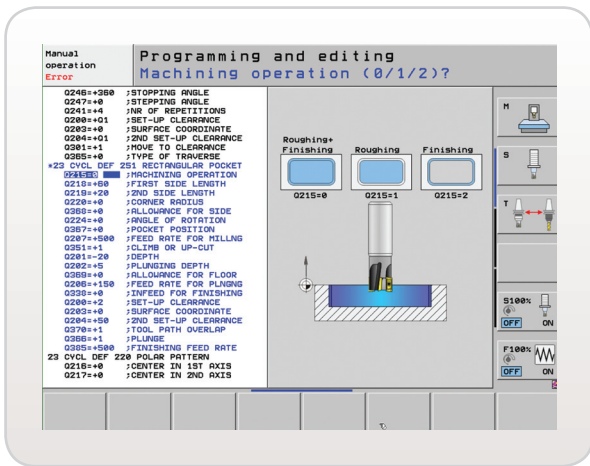 Manual
operation
Error
Programming and editing
Machining operation (0/1/2)?
Q246=+360 ;STOPPING ANGLE
Q247=+0 ;STEPPING ANGLE
Q241=+4 ;NR OF REPETITIONS
Q200=+Q1 ;SET-UP CLEARANCE
Q203=+0 ;SURFACE COORDINATE
Q204=+Q1 ;2ND SET-UP CLEARANCE
Q301=+1 ;MOVE TO CLEARANCE
Q365=+0 ;TYPE OF TRAVERSE
*23 CYCL DEF 251 RECTANGULAR POCKET
Q215=0 ;MACHINING OPERATION
Q218=+60 ;FIRST SIDE LENGTH
Q219=+20 ;2ND SIDE LENGTH
Q220=+0 ;CORNER RADIUS
Q368=+0 ;ALLOWANCE FOR SIDE
Q224=+0 ;ANGLE OF ROTATION
Q367=+0 ;POCKET POSITION
Q207=+500 ;FEED RATE FOR MILLNG
Q351=+1 ;CLIMB OR UP-CUT
Q201=-20 ;DEPTH
Q202=+5 ;PLUNGING DEPTH
Q369=+0 ;ALLOWANCE FOR FLOOR
Q206=+150 ;FEED RATE FOR PLNGNG
Q338=+0 ;INFEED FOR FINISHING
Q200=+2 ;SET-UP CLEARANCE
Q203=+0 ;SURFACE COORDINATE
Q204=+50 ;2ND SET-UP CLEARANCE
Q370=+1 ;TOOL PATH OVERLAP
Q366=+1 ;PLUNGE
Q385=+500 ;FINISHING FEED RATE
23 CYCL DEF 220 POLAR PATTERN
Q216=+0 ;CENTER IN 1ST AXIS
Q217=+0 ;CENTER IN 2ND AXIS
Roughing+
Finishing Roughing Finishing
Q215=0 Q215=1 Q215=2
M
S
T
S100%
OFF ON
F100%
OFF ON